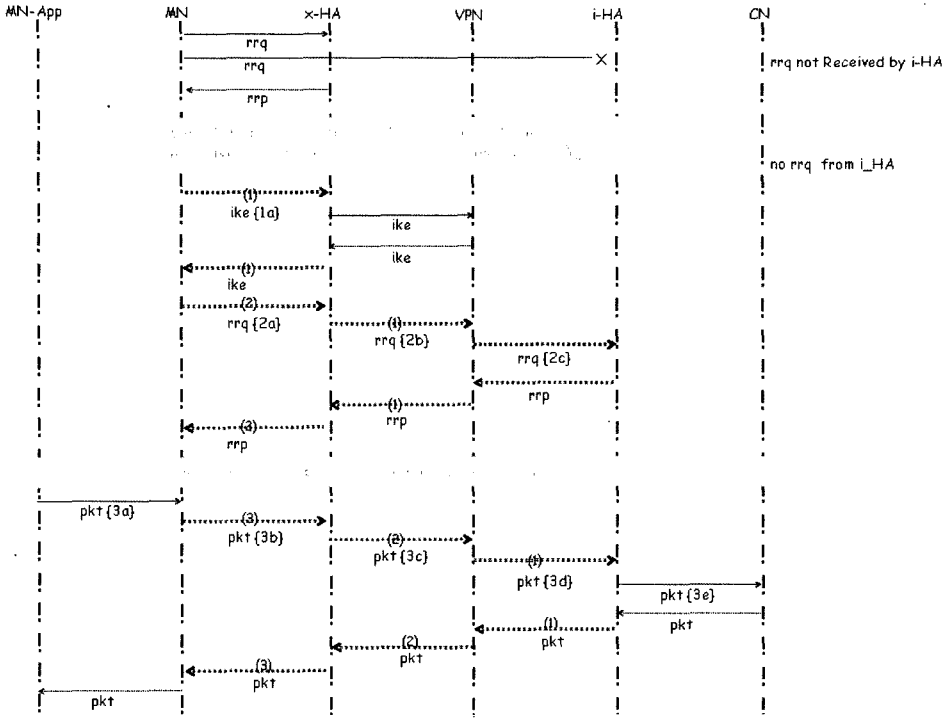 MN-App MN x-HA VPN i-HA CN
rrq
rrq X rrq not Received by i-HA
rrp
no rrq from i_HA
(1)
ike {1a}
ike
ike
(1)
ike
(2)
rrq {2a}
(1)
rrq {2b}
rrq {2c}
rrp
(1)
rrp
(3)
rrp
pkt {3a}
(3)
pkt {3b}
(2)
pkt {3c}
(1)
pkt {3d}
pkt {3e}
pkt
(1)
pkt
(2)
pkt
(3)
pkt
pkt